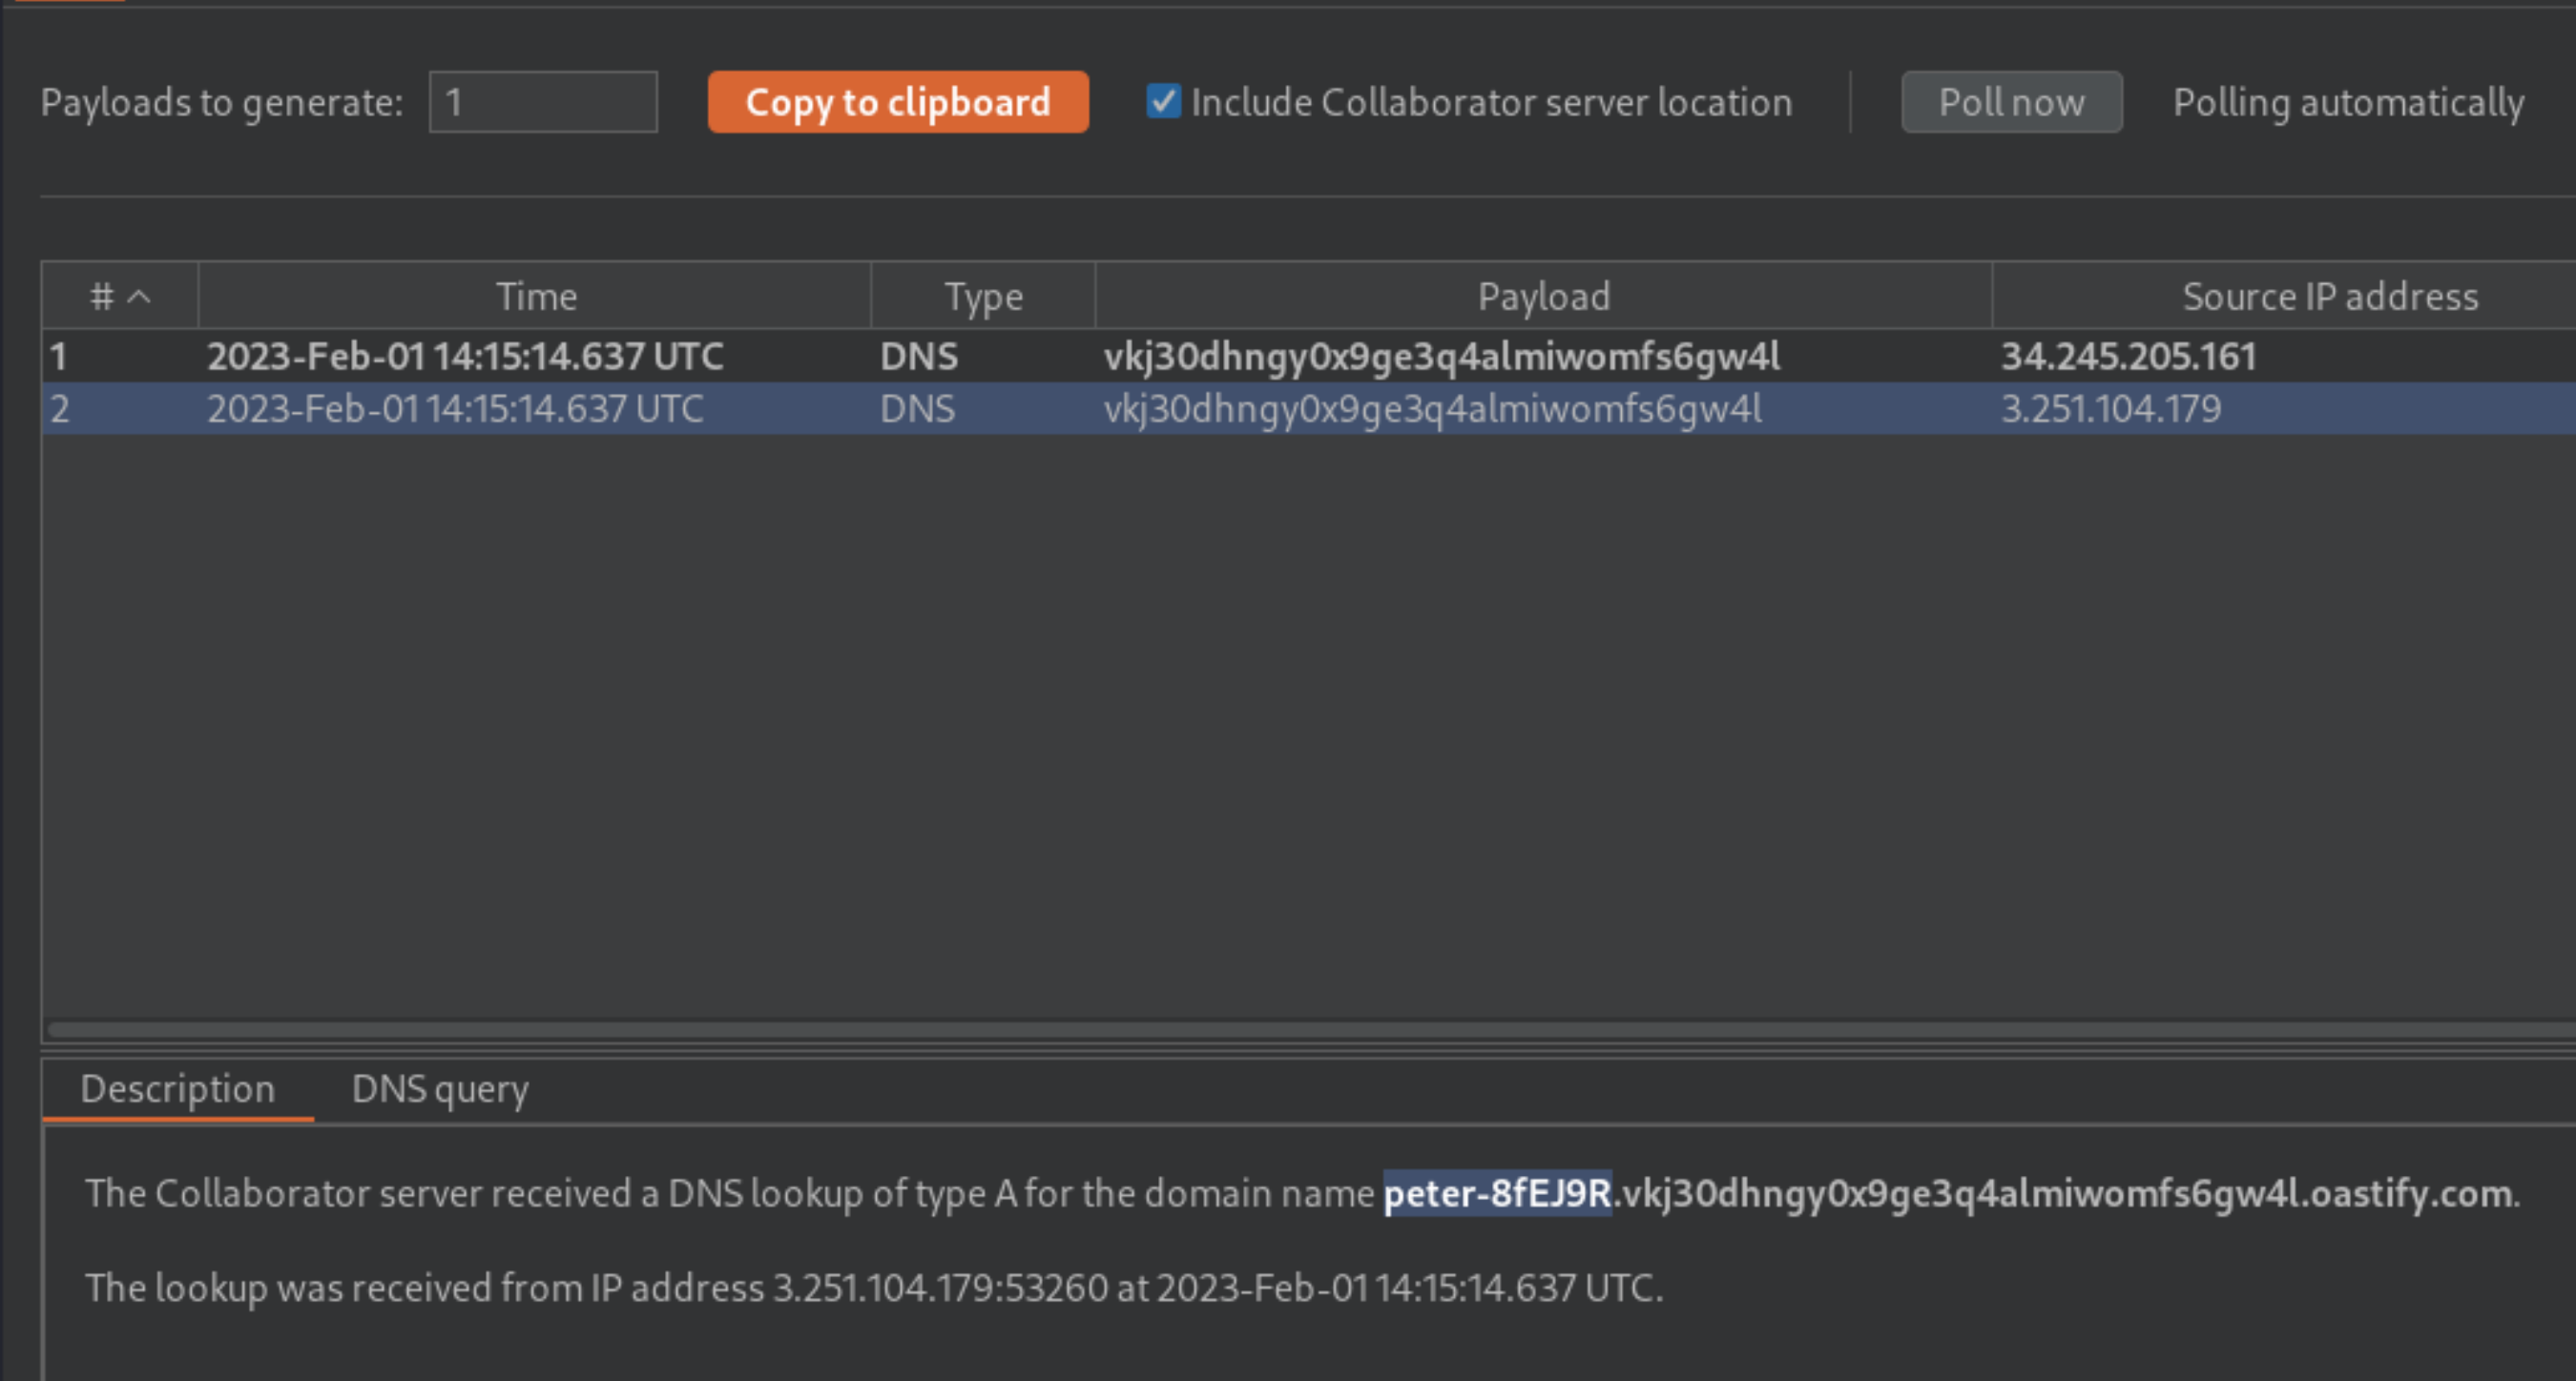 Payloads to generate: 1 Copy to clipboard Include Collaborator server location Poll now Polling automatically
# Time Type Payload Source IP address
1 2023-Feb-01 14:15:14.637 UTC DNS vkj30dhngy0x9ge3q4almiwomfs6gw4l 34.245.205.161
2 2023-Feb-01 14:15:14.637 UTC DNS vkj30dhngy0x9ge3q4almiwomfs6gw4l 3.251.104.179
Description DNS query
The Collaborator server received a DNS lookup of type A for the domain name peter-8fEJ9R.vkj30dhngy0x9ge3q4almiwomfs6gw4l.oastify.com.
The lookup was received from IP address 3.251.104.179:53260 at 2023-Feb-01 14:15:14.637 UTC.